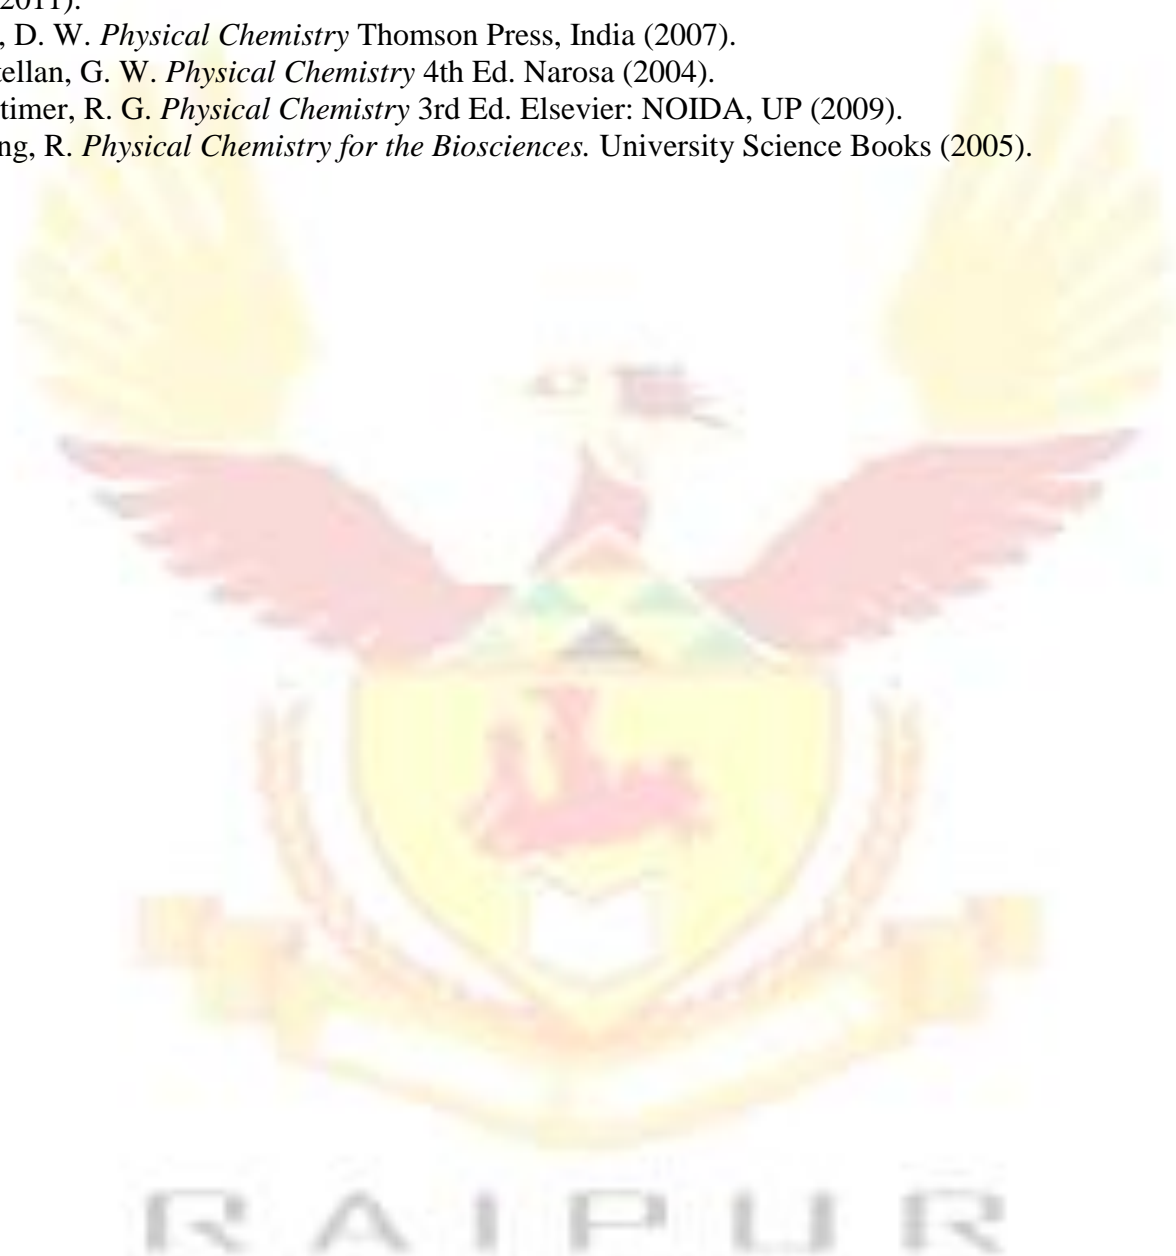 2011).
, D. W. Physical Chemistry Thomson Press, India (2007).
tellan, G. W. Physical Chemistry 4th Ed. Narosa (2004).
timer, R. G. Physical Chemistry 3rd Ed. Elsevier: NOIDA, UP (2009).
ng, R. Physical Chemistry for the Biosciences. University Science Books (2005).
RAIPUR